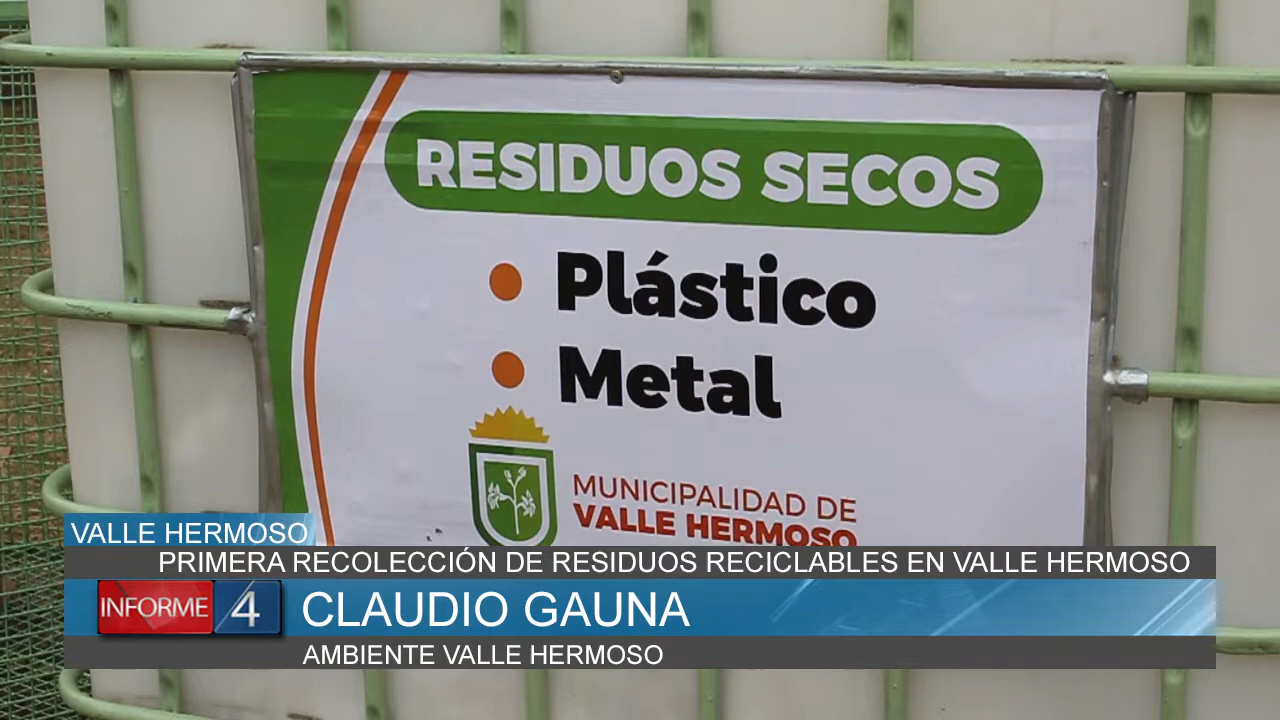 RESIDUOS SECOS
• Plástico
• Metal
MUNICIPALIDAD DE
VALLE HERMOSO
VALLE HERMOSO
PRIMERA RECOLECCIÓN DE RESIDUOS RECICLABLES EN VALLE HERMOSO
INFORME 4
CLAUDIO GAUNA
AMBIENTE VALLE HERMOSO